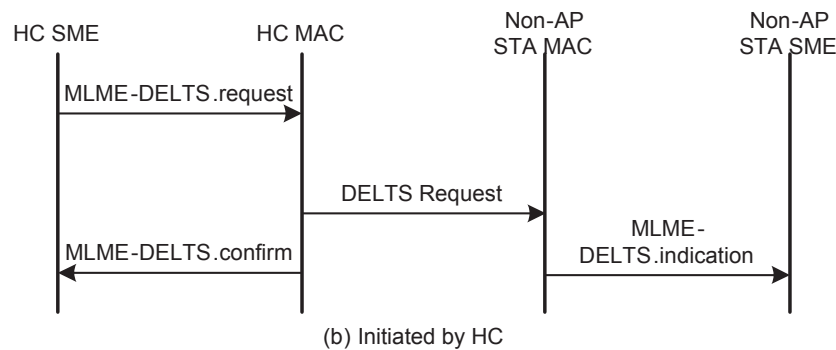 HC SME
HC MAC
Non-AP
STA MAC
Non-AP
STA SME
MLME-DELTS.request
DELTS Request
MLME-DELTS.confirm
MLME-
DELTS.indication
(b) Initiated by HC